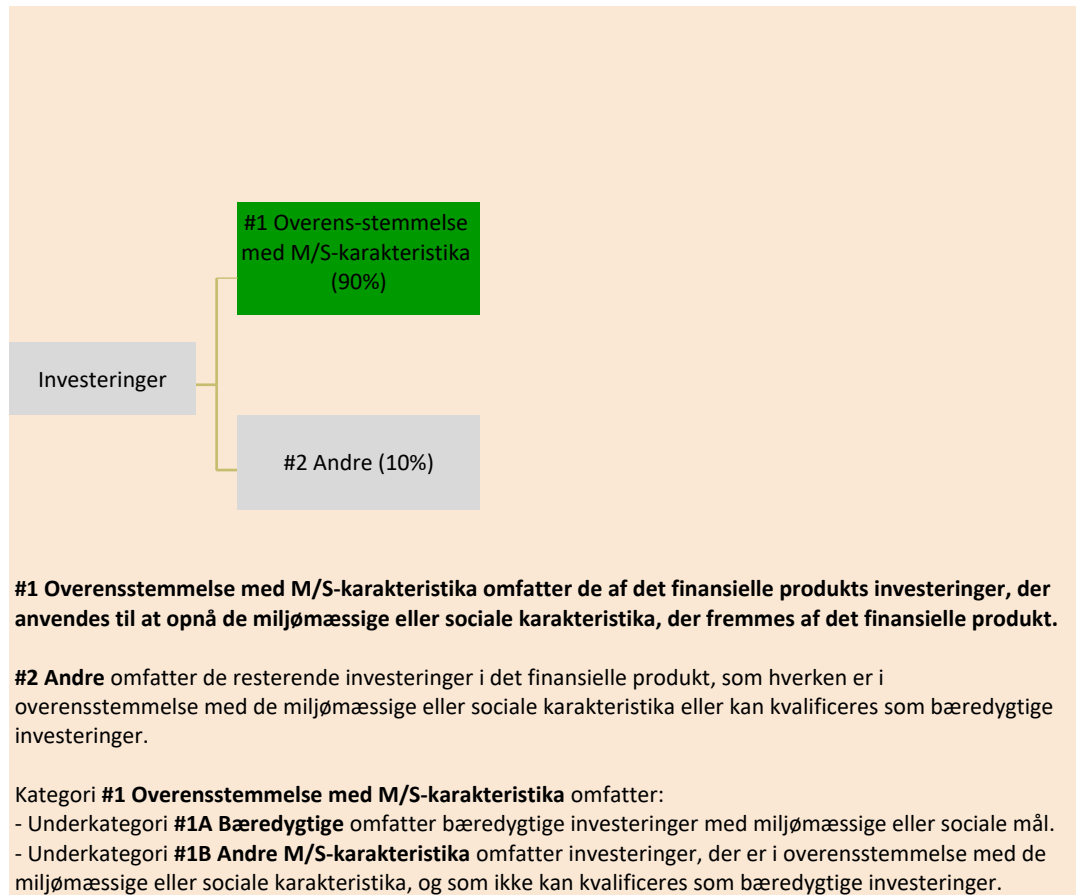 #1 Overens-stemmelse
med M/S-karakteristika
(90%)
Investeringer
#2 Andre (10%)
#1 Overensstemmelse med M/S-karakteristika omfatter de af det finansielle produkts investeringer, der
anvendes til at opnå de miljømæssige eller sociale karakteristika, der fremmes af det finansielle produkt.
#2 Andre omfatter de resterende investeringer i det finansielle produkt, som hverken er i
overensstemmelse med de miljømæssige eller sociale karakteristika eller kan kvalificeres som bæredygtige
investeringer.
Kategori #1 Overensstemmelse med M/S-karakteristika omfatter:
- Underkategori #1A Bæredygtige omfatter bæredygtige investeringer med miljømæssige eller sociale mål.
- Underkategori #1B Andre M/S-karakteristika omfatter investeringer, der er i overensstemmelse med de
miljømæssige eller sociale karakteristika, og som ikke kan kvalificeres som bæredygtige investeringer.